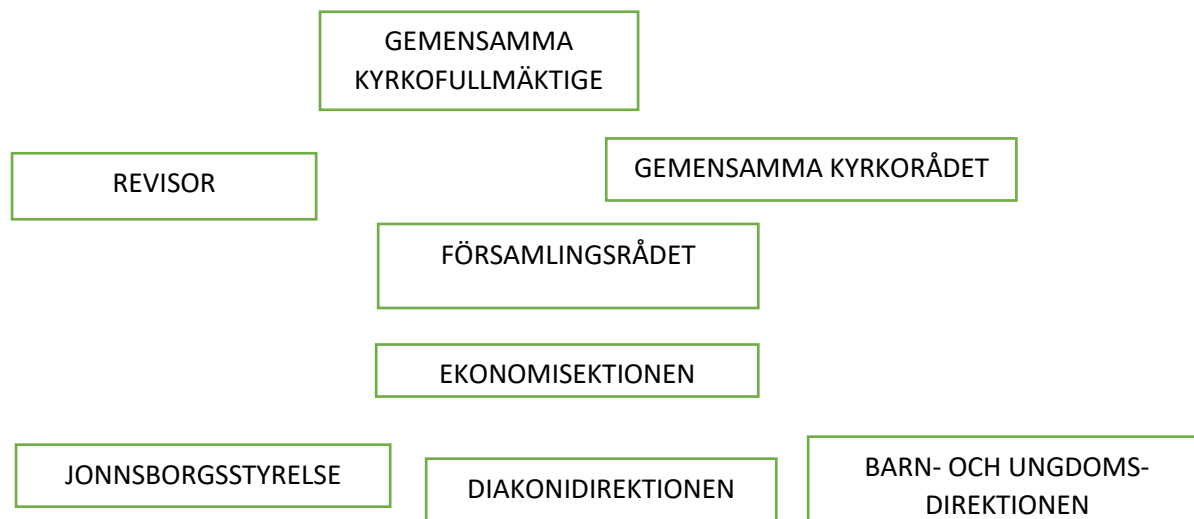 GEMENSAMMA
KYRKOFULLMÄKTIGE
REVISOR
GEMENSAMMA KYRKORÅDET
FÖRSAMLINGSRÅDET
EKONOMISEKTIONEN
JONNSBORGSSTYRELSE
DIAKONIDIREKTIONEN
BARN- OCH UNGDOMS-
DIREKTIONEN